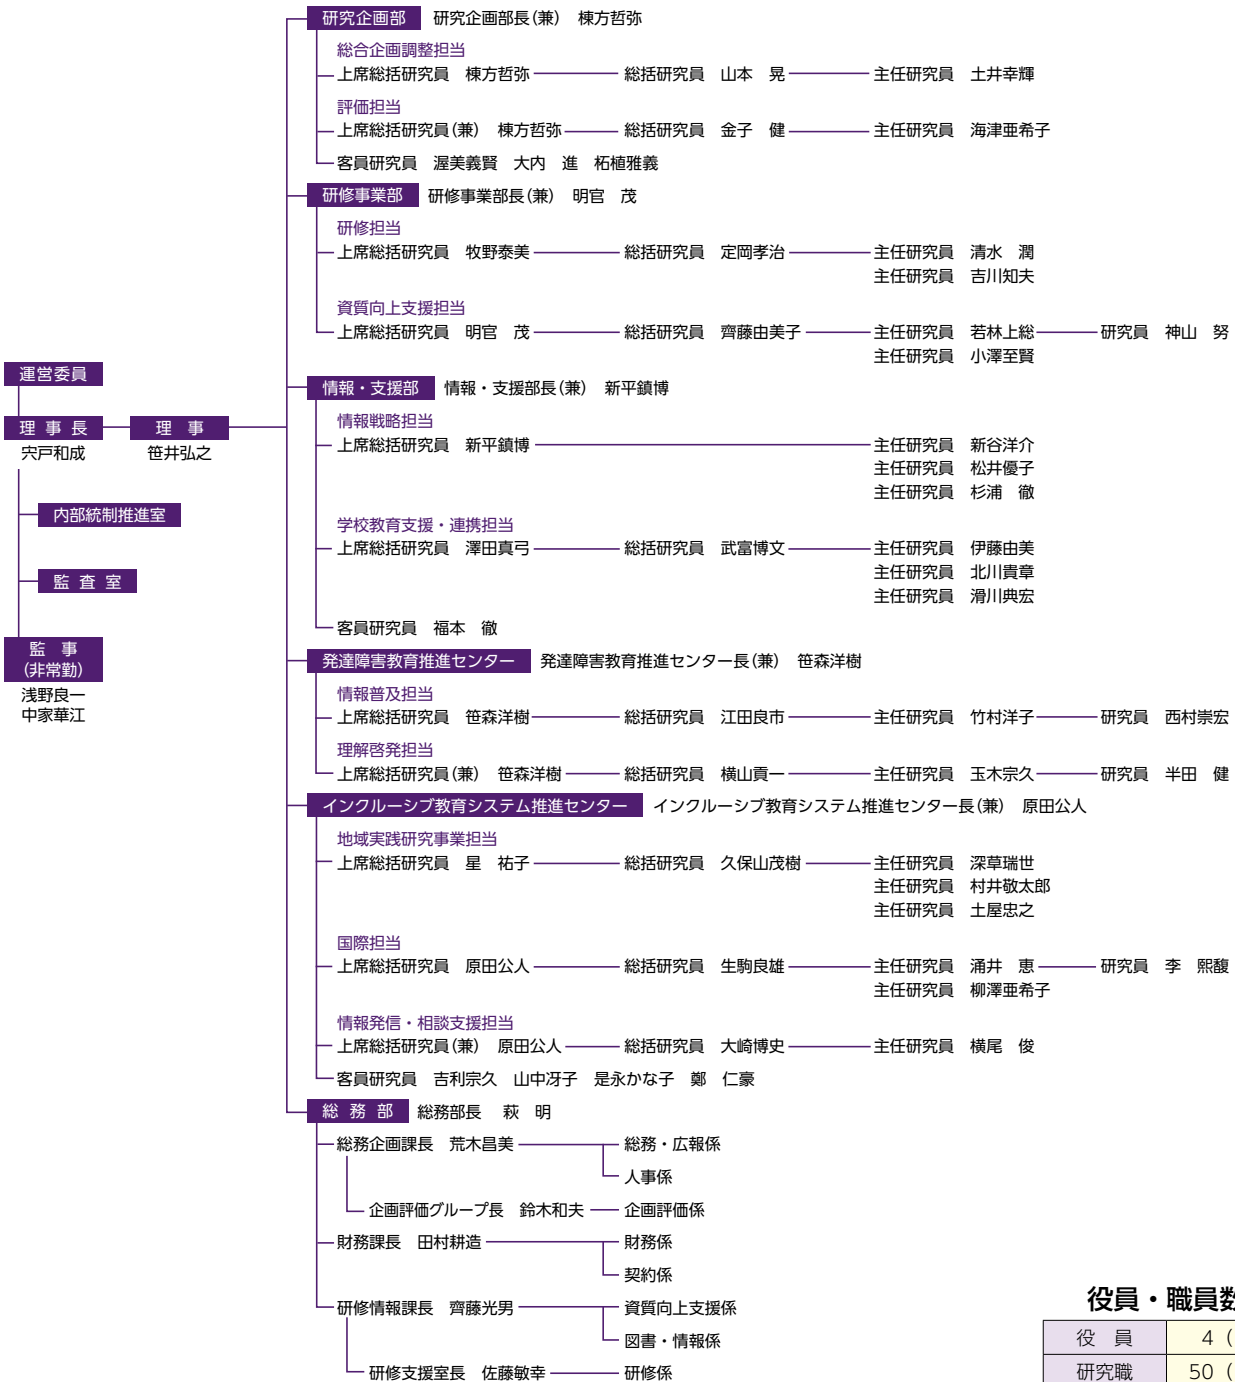 研究企画部　研究企画部長(兼)　棟方哲弥
総合企画調整担当
上席総括研究員　棟方哲弥　総括研究員　山本　晃　主任研究員　土井幸輝
評価担当
上席総括研究員(兼)　棟方哲弥　総括研究員　金子　健　主任研究員　海津亜希子
客員研究員　渥美義賢　大内　進　柘植雅義
研修事業部　研修事業部長(兼)　明官　茂
研修担当
上席総括研究員　牧野泰美　総括研究員　定岡孝治　主任研究員　清水　潤
主任研究員　吉川知夫
資質向上支援担当
上席総括研究員　明官　茂　総括研究員　齊藤由美子　主任研究員　若林上総　研究員　神山　努
主任研究員　小澤至賢
運営委員
理事長　理　事
宍戸和成　笹井弘之
内部統制推進室
監査室
監　事
(非常勤)
浅野良一
中家華江
情報・支援部　情報・支援部長(兼)　新平鎮博
情報戦略担当
上席総括研究員　新平鎮博　主任研究員　新谷洋介
主任研究員　松井優子
主任研究員　杉浦　徹
学校教育支援・連携担当
上席総括研究員　澤田真弓　総括研究員　武富博文　主任研究員　伊藤由美
主任研究員　北川貴章
主任研究員　滑川典宏
客員研究員　福本　徹
発達障害教育推進センター　発達障害教育推進センター長(兼)　笹森洋樹
情報普及担当
上席総括研究員　笹森洋樹　総括研究員　江田良市　主任研究員　竹村洋子　研究員　西村崇宏
理解啓発担当
上席総括研究員(兼)　笹森洋樹　総括研究員　横山貢一　主任研究員　玉木宗久　研究員　半田　健
インクルーシブ教育システム推進センター　インクルーシブ教育システム推進センター長(兼)　原田公人
地域実践研究事業担当
上席総括研究員　星　祐子　総括研究員　久保山茂樹　主任研究員　深草瑞世
主任研究員　村井敬太郎
主任研究員　土屋忠之
国際担当
上席総括研究員　原田公人　総括研究員　生駒良雄　主任研究員　涌井　恵　研究員　李　熙馥
主任研究員　柳澤亜希子
情報発信・相談支援担当
上席総括研究員(兼)　原田公人　総括研究員　大崎博史　主任研究員　横尾　俊
客員研究員　吉利宗久　山中冴子　是永かな子　鄭　仁豪
総務部　総務部長　萩　明
総務企画課長　荒木昌美　総務・広報係
人事係
企画評価グループ長　鈴木和夫　企画評価係
財務課長　田村耕造　財務係
契約係
研修情報課長　齊藤光男　資質向上支援係
図書・情報係
研修支援室長　佐藤敏幸　研修係
役員・職員数
役　員　4（
研究職　50（